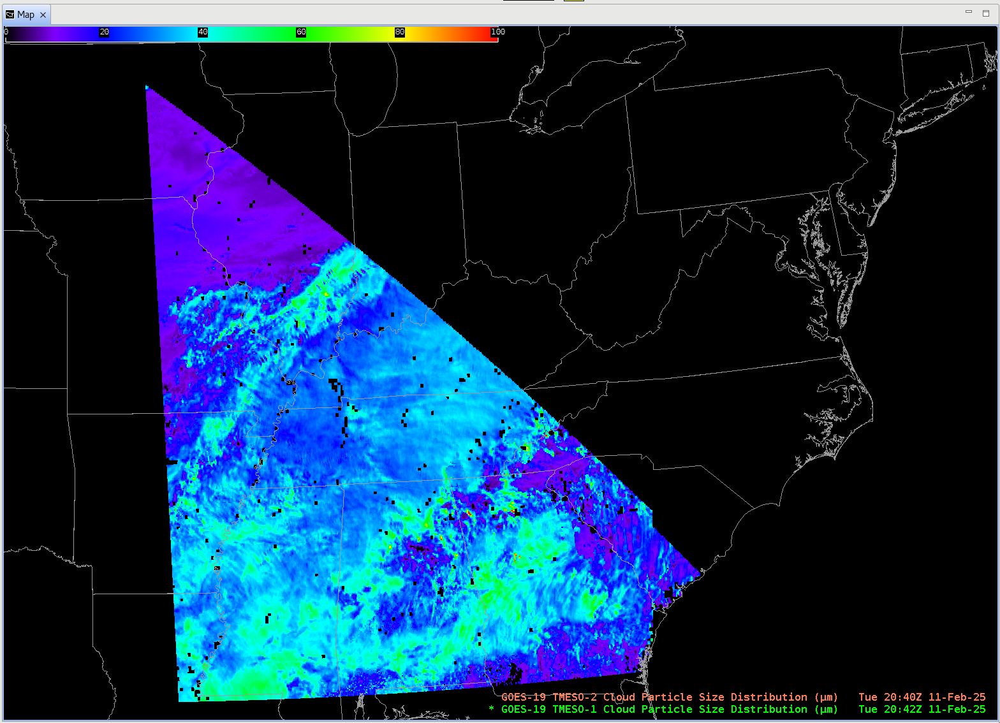 Map
0 20 40 60 80 100
GOES-19 TMESO-2 Cloud Particle Size Distribution (µm) Tue 20:40Z 11-Feb-25
* GOES-19 TMESO-1 Cloud Particle Size Distribution (µm) Tue 20:42Z 11-Feb-25